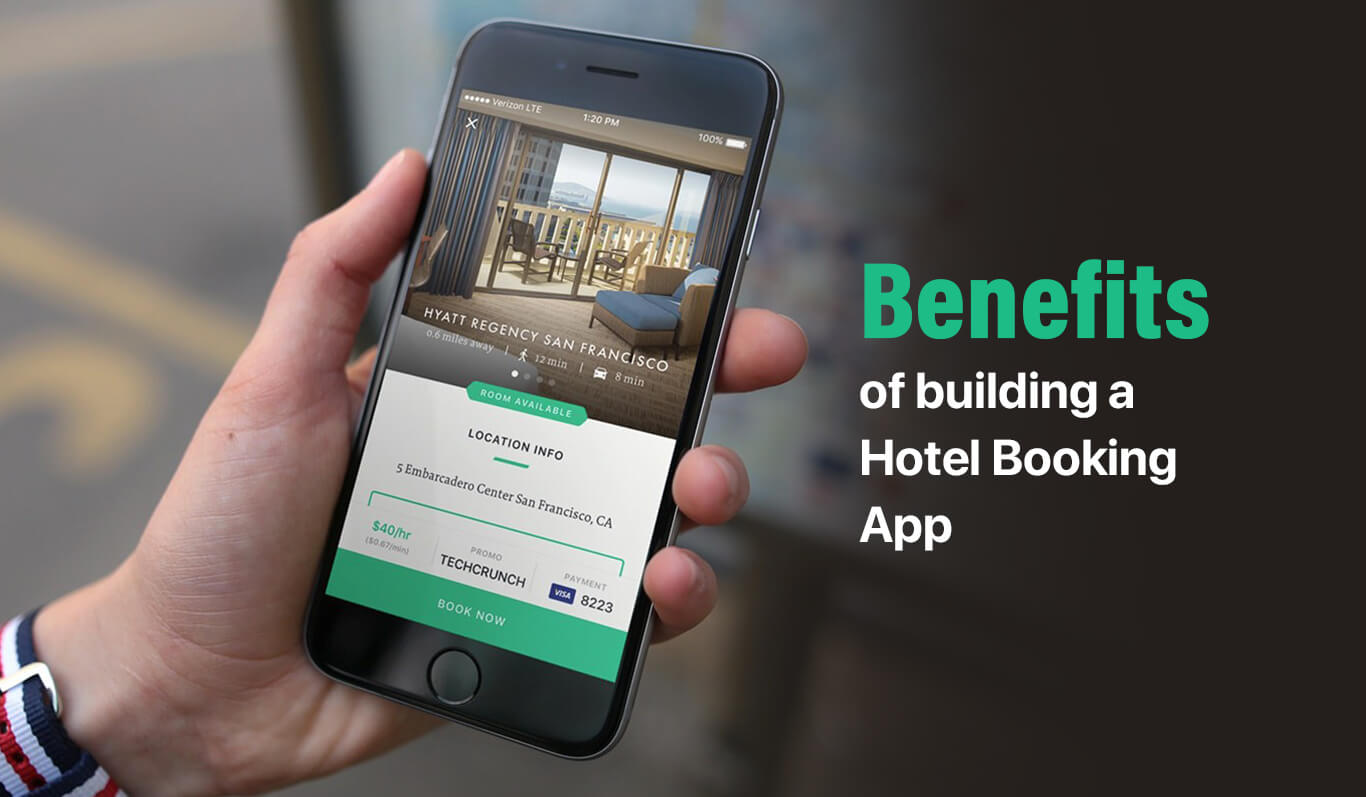 Verizon LTE
1:20 PM
100%
HYATT REGENCY SAN FRANCISCO
0.6 miles away | 12 min | 8 min
ROOM AVAILABLE
LOCATION INFO
5 Embarcadero Center San Francisco, CA
$40/hr
($0.67/min)
PROMO
TECHCRUNCH
PAYMENT
VISA 8223
BOOK NOW
Benefits
of building a
Hotel Booking
App